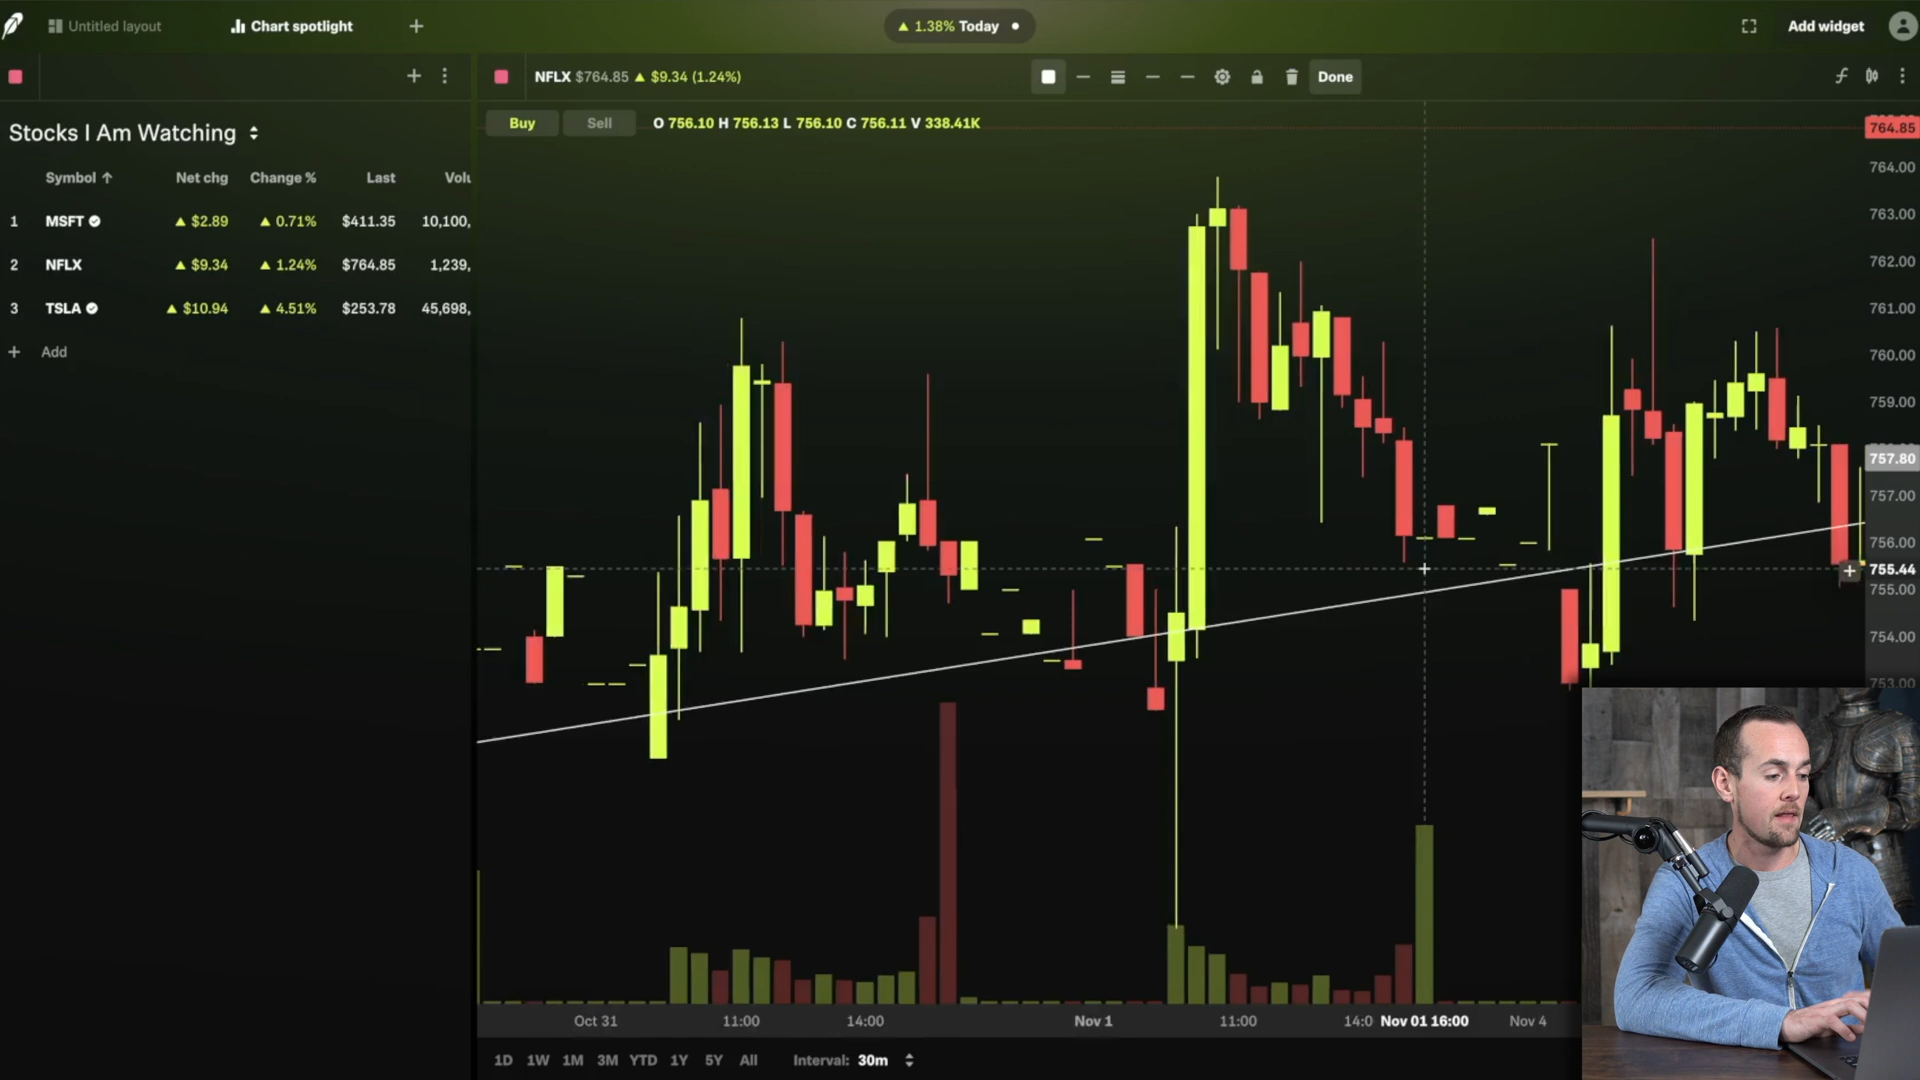 Untitled layout
Chart spotlight
1.38% Today
Add widget
NFLX $764.85 $9.34 (1.24%)
Done
Buy
Sell
O 756.10 H 756.13 L 756.10 C 756.11 V 338.41K
Stocks I Am Watching
Symbol Net chg Change % Last Volu
1 MSFT $2.89 0.71% $411.35 10,100,
2 NFLX $9.34 1.24% $764.85 1,239,
3 TSLA $10.94 4.51% $253.78 45,698,
+ Add
764.85
764.00
763.00
762.00
761.00
760.00
759.00
757.80
757.00
756.00
755.44
755.00
754.00
753.00
Oct 31 11:00 14:00 Nov 1 11:00 14:0 Nov 01 16:00 Nov 4
1D 1W 1M 3M YTD 1Y 5Y All Interval: 30m